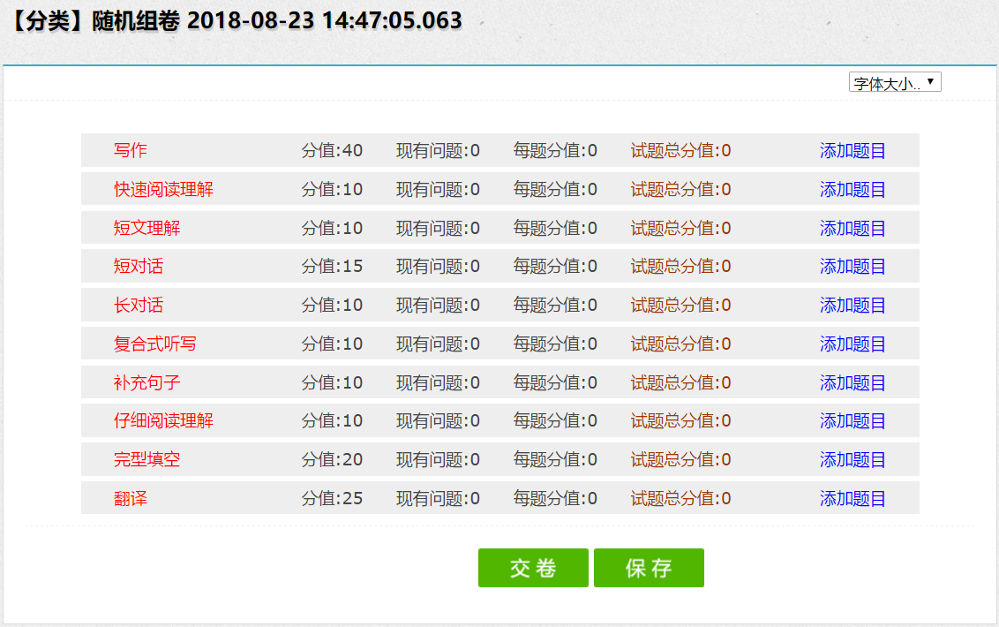 【分类】随机组卷 2018-08-23 14:47:05.063
字体大小..
写作 分值:40 现有问题:0 每题分值:0 试题总分值:0 添加题目
快速阅读理解 分值:10 现有问题:0 每题分值:0 试题总分值:0 添加题目
短文理解 分值:10 现有问题:0 每题分值:0 试题总分值:0 添加题目
短对话 分值:15 现有问题:0 每题分值:0 试题总分值:0 添加题目
长对话 分值:10 现有问题:0 每题分值:0 试题总分值:0 添加题目
复合式听写 分值:10 现有问题:0 每题分值:0 试题总分值:0 添加题目
补充句子 分值:10 现有问题:0 每题分值:0 试题总分值:0 添加题目
仔细阅读理解 分值:10 现有问题:0 每题分值:0 试题总分值:0 添加题目
完型填空 分值:20 现有问题:0 每题分值:0 试题总分值:0 添加题目
翻译 分值:25 现有问题:0 每题分值:0 试题总分值:0 添加题目
交 卷 保 存